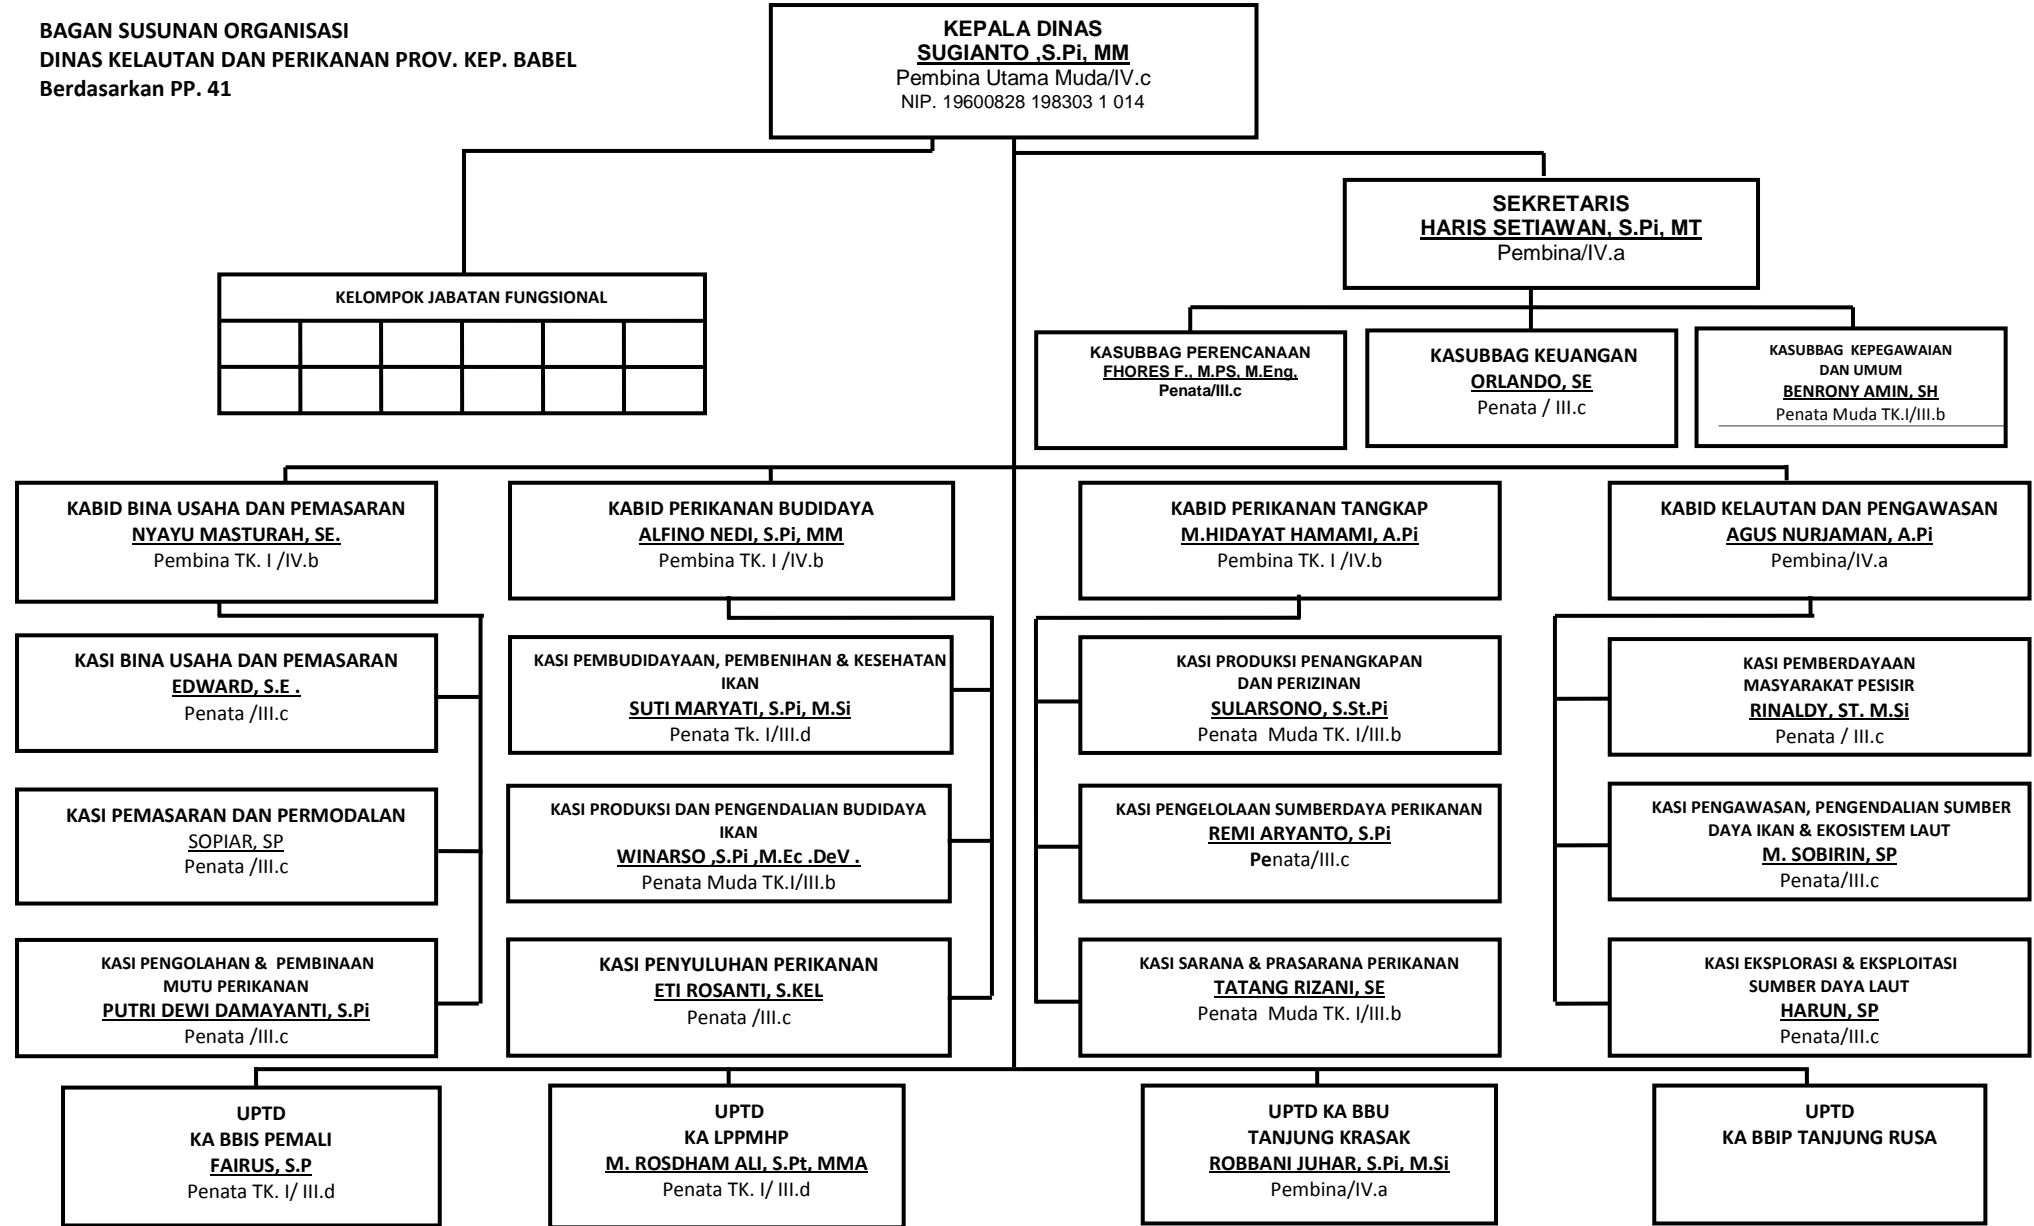 BAGAN SUSUNAN ORGANISASI
DINAS KELAUTAN DAN PERIKANAN PROV. KEP. BABEL
Berdasarkan PP. 41
KEPALA DINAS
SUGIANTO ,S.Pi, MM
Pembina Utama Muda/IV.c
NIP. 19600828 198303 1 014
SEKRETARIS
HARIS SETIAWAN, S.Pi, MT
Pembina/IV.a
KELOMPOK JABATAN FUNGSIONAL
KASUBBAG PERENCANAAN
FHORES F., M.PS, M.Eng,
Penata/III.c
KASUBBAG KEUANGAN
ORLANDO, SE
Penata / III.c
KASUBBAG  KEPEGAWAIAN
DAN UMUM
BENRONY AMIN, SH
Penata Muda TK.I/III.b
KABID BINA USAHA DAN PEMASARAN
NYAYU MASTURAH, SE.
Pembina TK. I /IV.b
KABID PERIKANAN BUDIDAYA
ALFINO NEDI, S.Pi, MM
Pembina TK. I /IV.b
KABID PERIKANAN TANGKAP
M.HIDAYAT HAMAMI, A.Pi
Pembina TK. I /IV.b
KABID KELAUTAN DAN PENGAWASAN
AGUS NURJAMAN, A.Pi
Pembina/IV.a
KASI BINA USAHA DAN PEMASARAN
EDWARD, S.E .
Penata /III.c
KASI PEMBUDIDAYAAN, PEMBENIHAN & KESEHATAN
IKAN
SUTI MARYATI, S.Pi, M.Si
Penata Tk. I/III.d
KASI PRODUKSI PENANGKAPAN
DAN PERIZINAN
SULARSONO, S.St.Pi
Penata  Muda TK. I/III.b
KASI PEMBERDAYAAN
MASYARAKAT PESISIR
RINALDY, ST. M.Si
Penata / III.c
KASI PEMASARAN DAN PERMODALAN
SOPIAR, SP
Penata /III.c
KASI PRODUKSI DAN PENGENDALIAN BUDIDAYA
IKAN
WINARSO ,S.Pi ,M.Ec .DeV .
Penata Muda TK.I/III.b
KASI PENGELOLAAN SUMBERDAYA PERIKANAN
REMI ARYANTO, S.Pi
Penata/III.c
KASI PENGAWASAN, PENGENDALIAN SUMBER
DAYA IKAN & EKOSISTEM LAUT
M. SOBIRIN, SP
Penata/III.c
KASI PENGOLAHAN &  PEMBINAAN
MUTU PERIKANAN
PUTRI DEWI DAMAYANTI, S.Pi
Penata /III.c
KASI PENYULUHAN PERIKANAN
ETI ROSANTI, S.KEL
Penata /III.c
KASI SARANA & PRASARANA PERIKANAN
TATANG RIZANI, SE
Penata  Muda TK. I/III.b
KASI EKSPLORASI & EKSPLOITASI
SUMBER DAYA LAUT
HARUN, SP
Penata/III.c
UPTD
KA BBIS PEMALI
FAIRUS, S.P
Penata TK. I/ III.d
UPTD
KA LPPMHP
M. ROSDHAM ALI, S.Pt, MMA
Penata TK. I/ III.d
UPTD KA BBU
TANJUNG KRASAK
ROBBANI JUHAR, S.Pi, M.Si
Pembina/IV.a
UPTD
KA BBIP TANJUNG RUSA